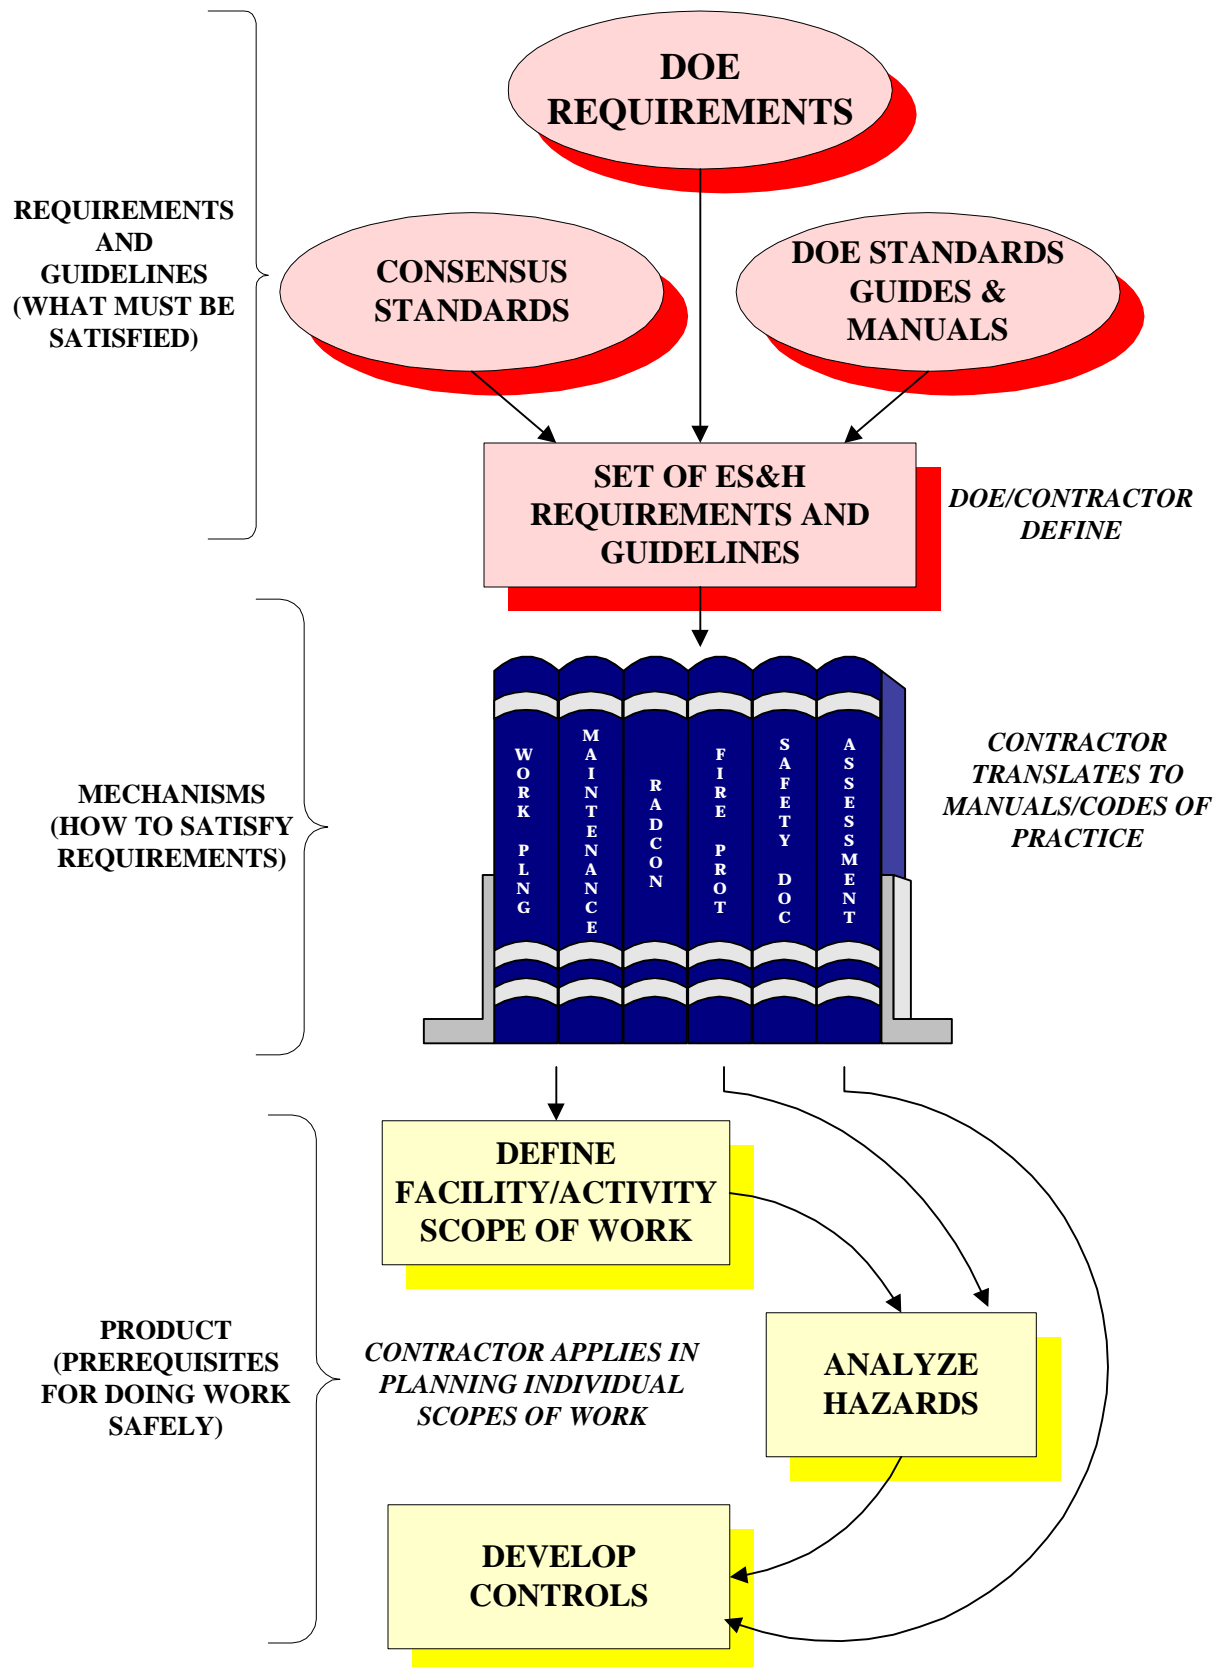 DOE
REQUIREMENTS
REQUIREMENTS
AND
GUIDELINES
(WHAT MUST BE
SATISFIED)
CONSENSUS
STANDARDS
DOE STANDARDS
GUIDES &
MANUALS
SET OF ES&H
REQUIREMENTS AND
GUIDELINES
DOE/CONTRACTOR
DEFINE
MECHANISMS
(HOW TO SATISFY
REQUIREMENTS)
WORK PLNG
MAINTENANCE
RADCON
FIRE PROT
SAFETY DOC
ASSESSMENT
CONTRACTOR
TRANSLATES TO
MANUALS/CODES OF
PRACTICE
DEFINE
FACILITY/ACTIVITY
SCOPE OF WORK
PRODUCT
(PREREQUISITES
FOR DOING WORK
SAFELY)
CONTRACTOR APPLIES IN
PLANNING INDIVIDUAL
SCOPES OF WORK
ANALYZE
HAZARDS
DEVELOP
CONTROLS